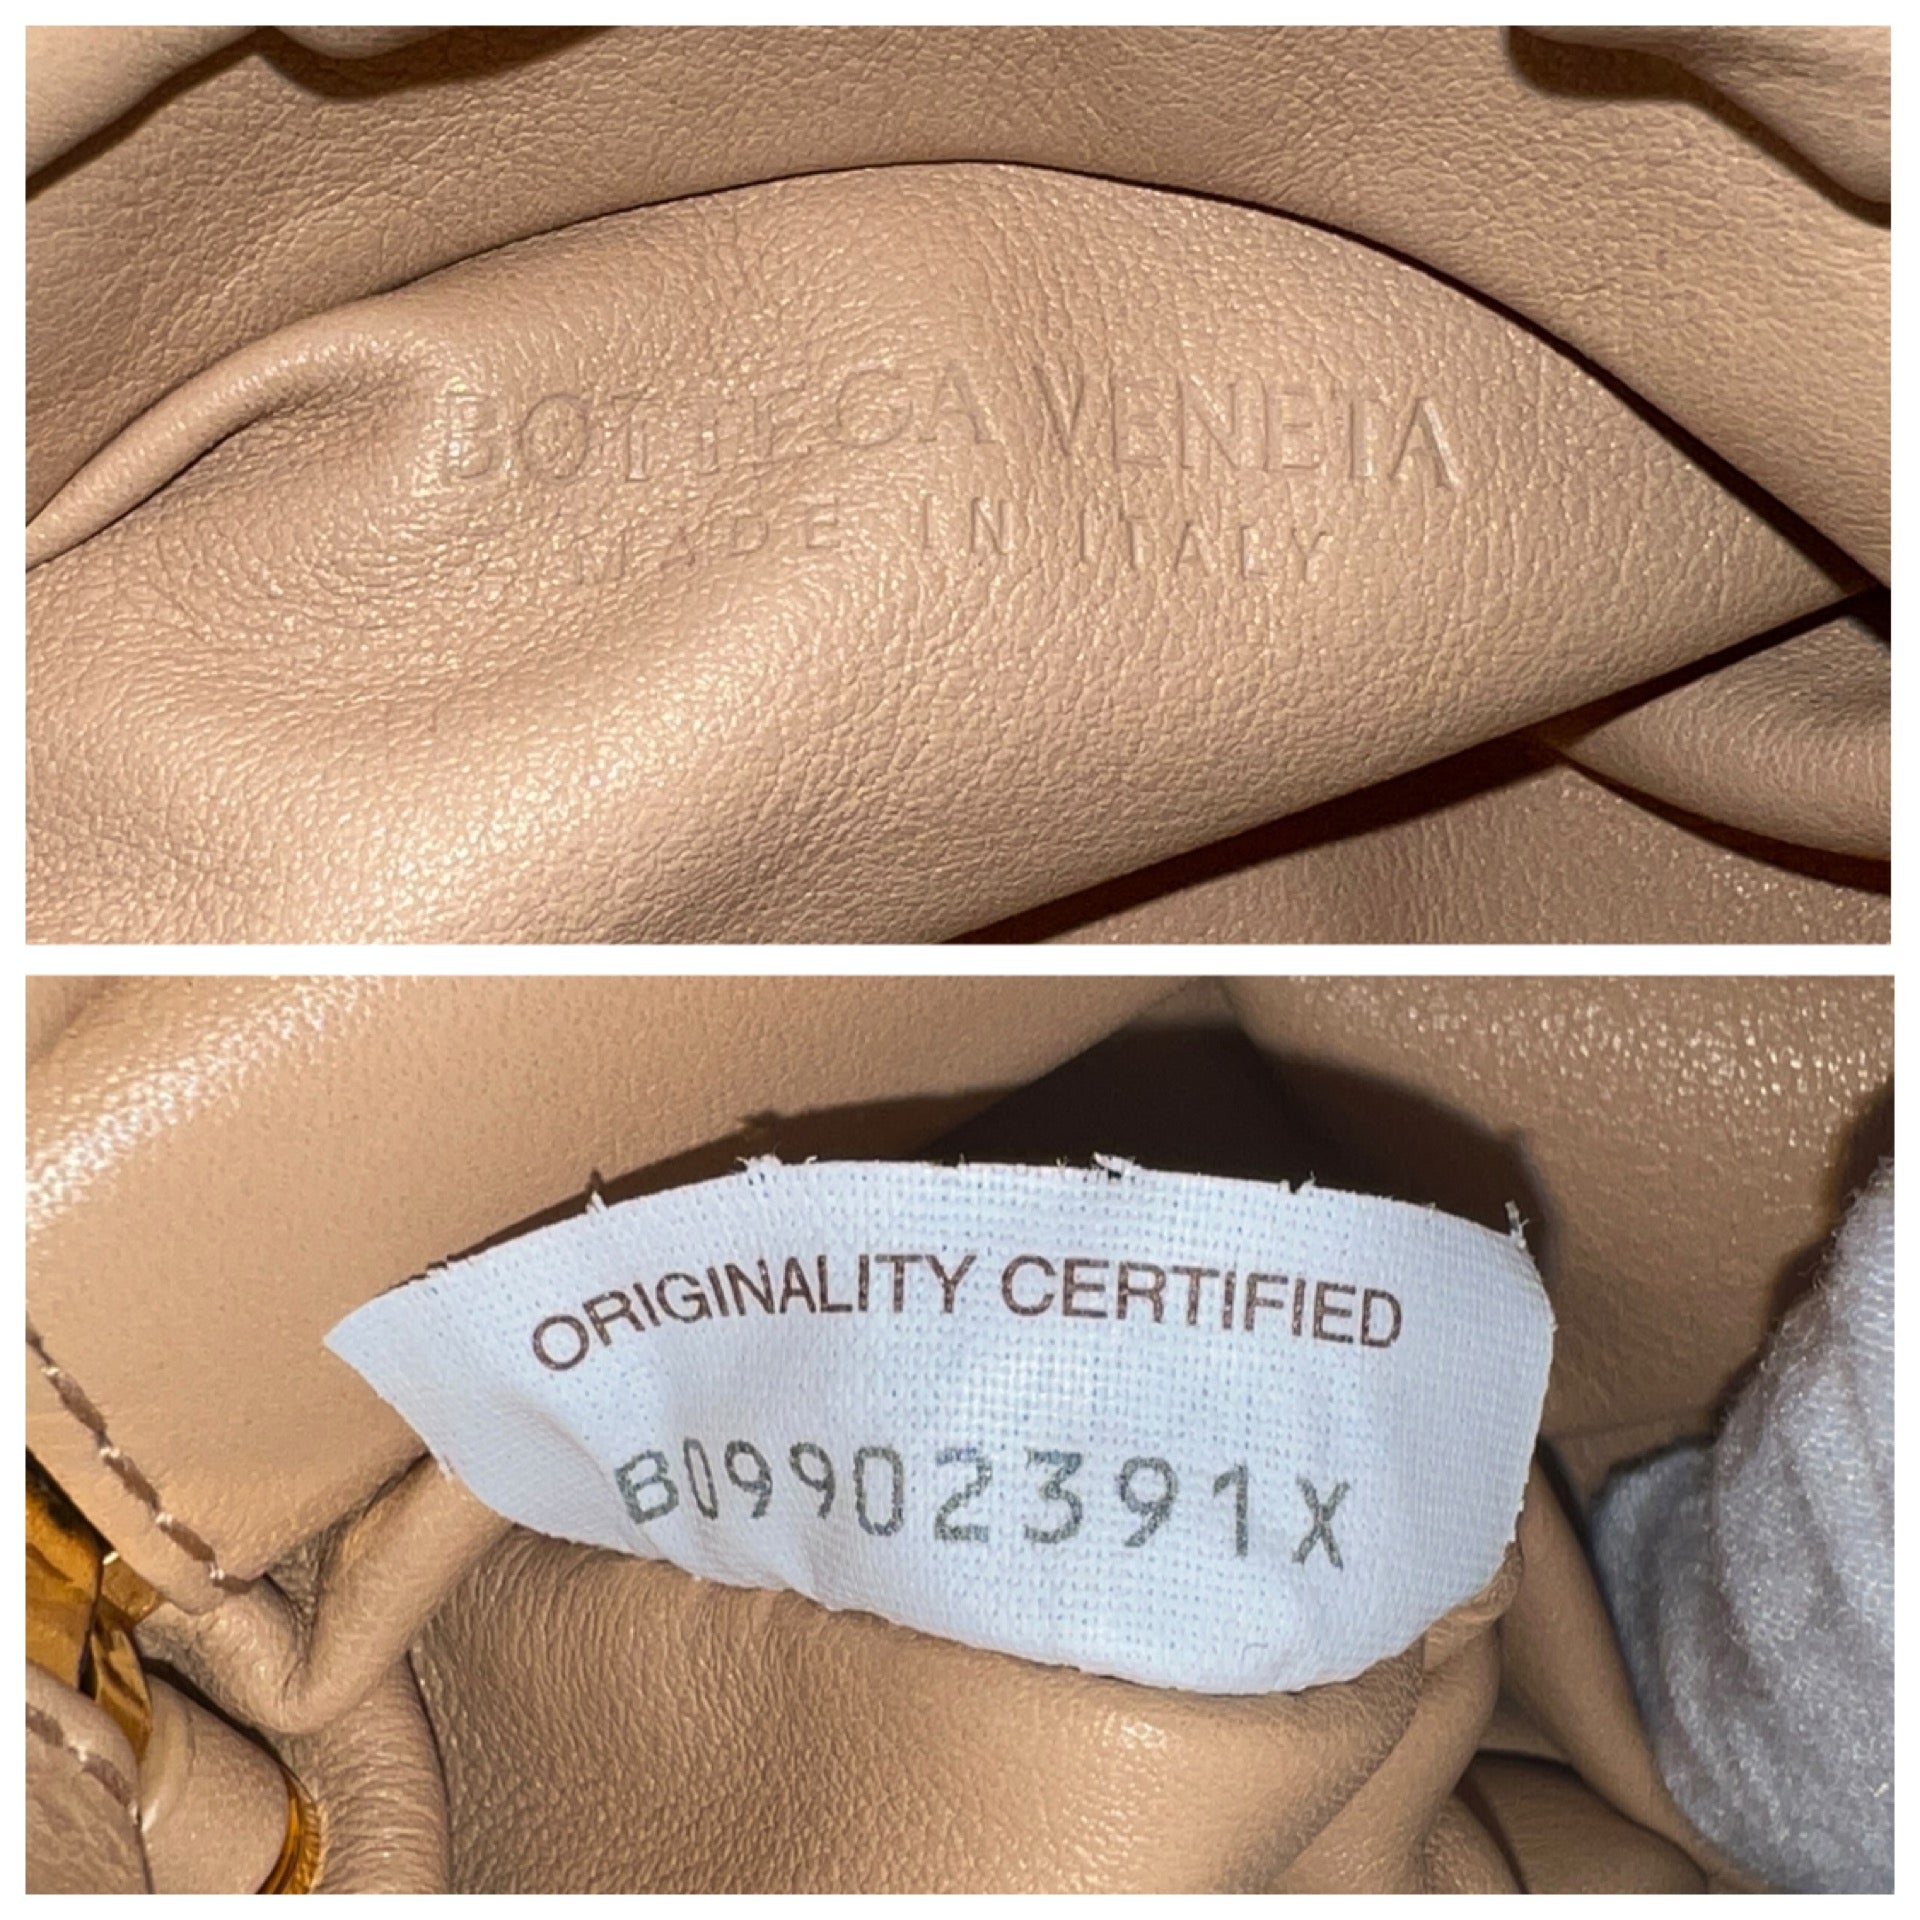 BOTTEGA VENETA
MADE IN ITALY
ORIGINALITY CERTIFIED
B09902391X